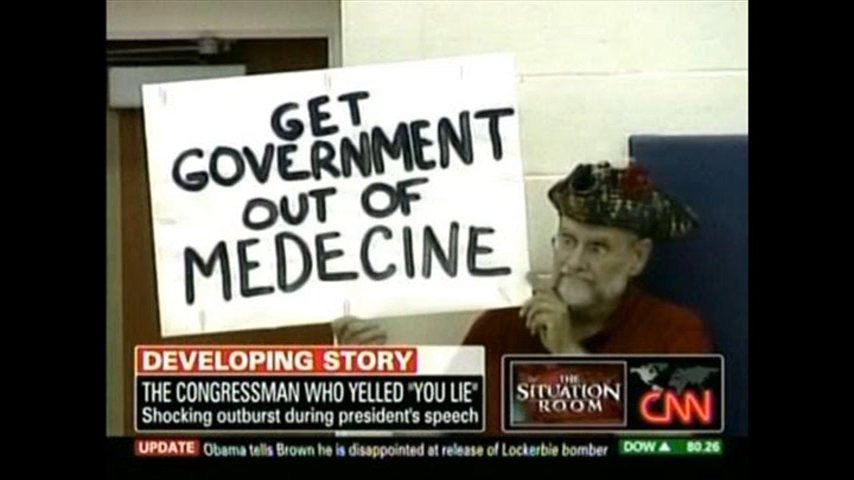 GET
GOVERNMENT
OUT OF
MEDECINE
DEVELOPING STORY
THE CONGRESSMAN WHO YELLED "YOU LIE"
Shocking outburst during president's speech
THE
SITUATION
ROOM
CNN
UPDATE Obama tells Brown he is disappointed at release of Lockerbie bomber DOW ▲ 80.26